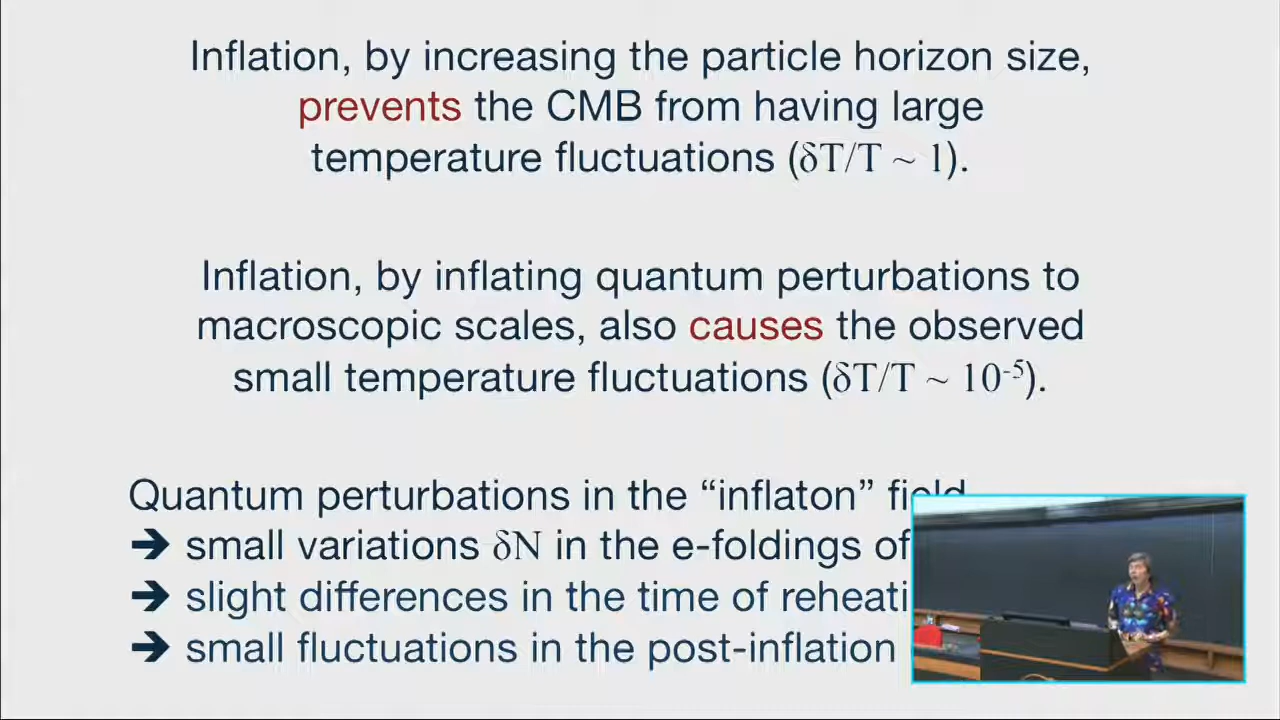 Inflation, by increasing the particle horizon size,
prevents the CMB from having large
temperature fluctuations (δT/T ~ 1).
Inflation, by inflating quantum perturbations to
macroscopic scales, also causes the observed
small temperature fluctuations (δT/T ~ 10⁻⁵).
Quantum perturbations in the “inflaton” field
➔ small variations δN in the e-foldings of
➔ slight differences in the time of
➔ small fluctuations in the post-inflation